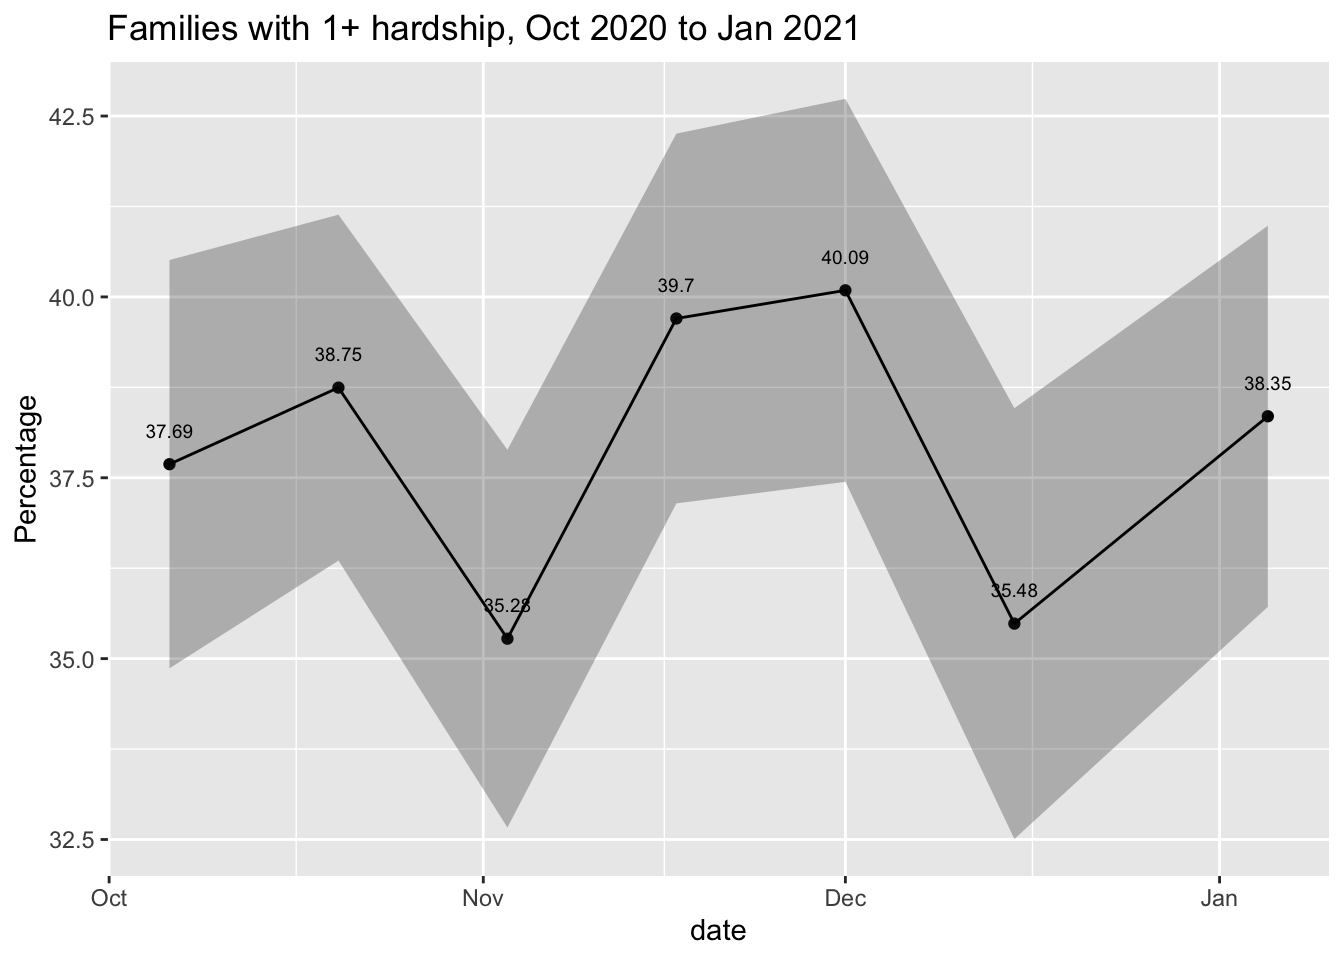 Families with 1+ hardship, Oct 2020 to Jan 2021
42.5
40.0
37.5
35.0
32.5
Percentage
37.69
38.75
35.28
39.7
40.09
35.48
38.35
Oct
Nov
Dec
Jan
date